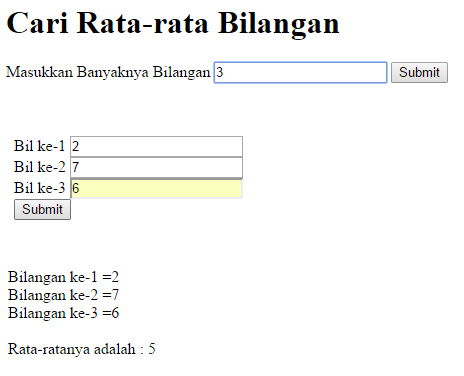 Cari Rata-rata Bilangan
Masukkan Banyaknya Bilangan 3 Submit
Bil ke-1 2
Bil ke-2 7
Bil ke-3 6
Submit
Bilangan ke-1 =2
Bilangan ke-2 =7
Bilangan ke-3 =6
Rata-ratanya adalah : 5